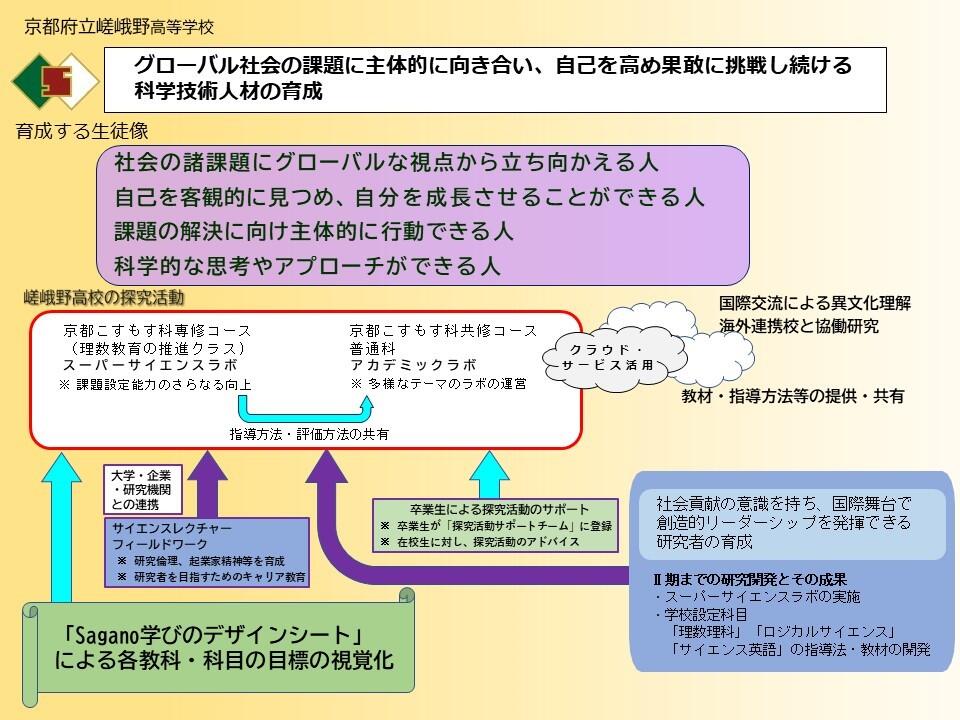 京都府立嵯峨野高等学校
グローバル社会の課題に主体的に向き合い、自己を高め果敢に挑戦し続ける
科学技術人材の育成
育成する生徒像
社会の諸課題にグローバルな視点から立ち向かえる人
自己を客観的に見つめ、自分を成長させることができる人
課題の解決に向け主体的に行動できる人
科学的な思考やアプローチができる人
嵯峨野高校の探究活動
京都こすもす科専修コース
（理数教育の推進クラス）
スーパーサイエンスラボ
※ 課題設定能力のさらなる向上
京都こすもす科共修コース
普通科
アカデミックラボ
※ 多様なテーマのラボの運営
指導方法・評価方法の共有
クラウド・
サービス活用
国際交流による異文化理解
海外連携校と協働研究
教材・指導方法等の提供・共有
大学・企業
・研究機関
との連携
サイエンスレクチャー
フィールドワーク
※ 研究倫理、起業家精神等を育成
※ 研究者を目指すためのキャリア教育
卒業生による探究活動のサポート
※ 卒業生が「探究活動サポートチーム」に登録
※ 在校生に対し、探究活動のアドバイス
社会貢献の意識を持ち、国際舞台で
創造的リーダーシップを発揮できる
研究者の育成
Ⅱ期までの研究開発とその成果
・スーパーサイエンスラボの実施
・学校設定科目
「理数理科」「ロジカルサイエンス」
「サイエンス英語」の指導法・教材の開発
「Sagano学びのデザインシート」
による各教科・科目の目標の視覚化